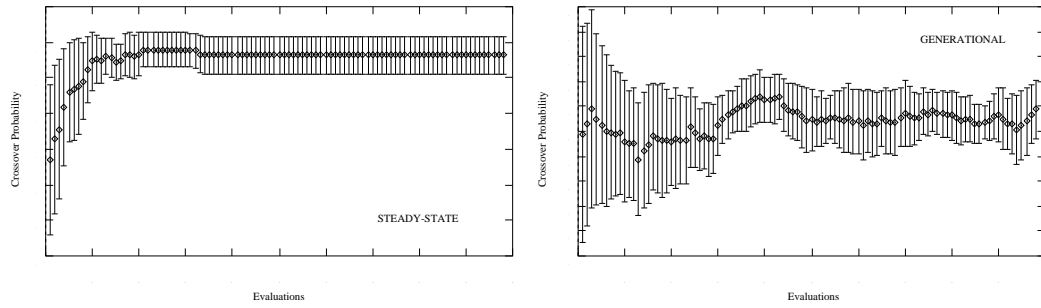 Crossover Probability
STEADY-STATE
Evaluations
Crossover Probability
GENERATIONAL
Evaluations